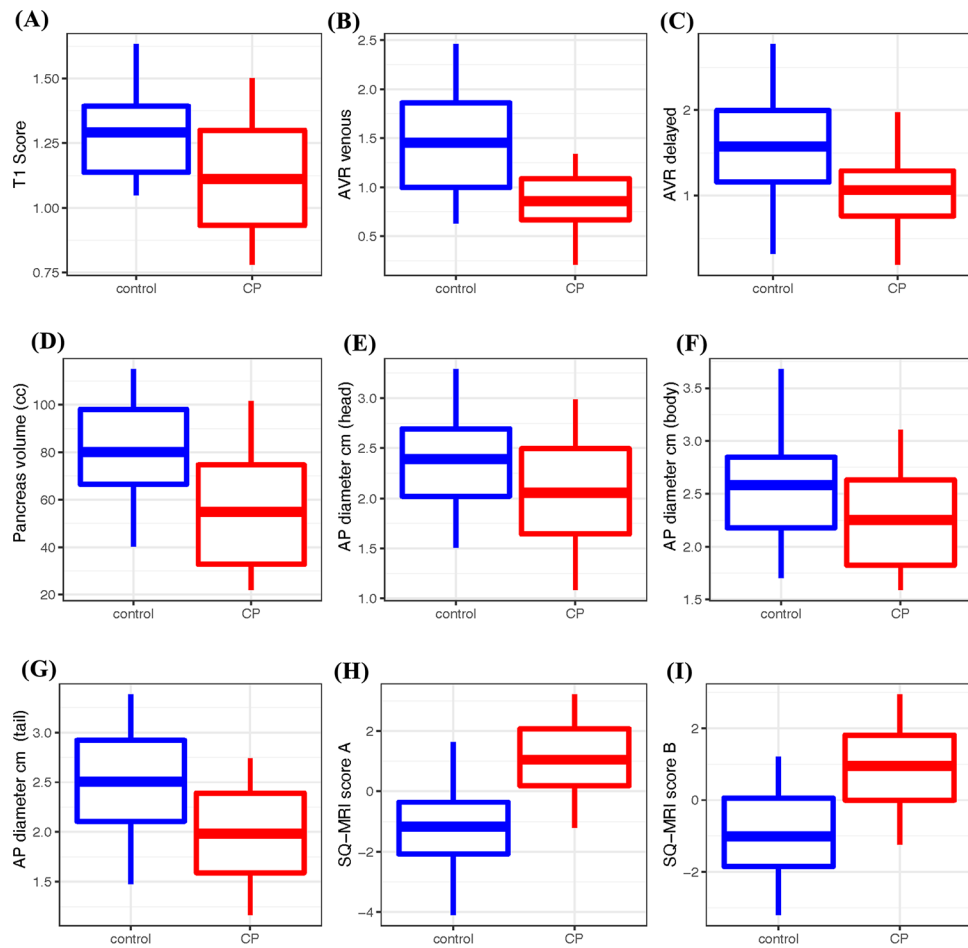 (A)
T1 Score
1.50
1.25
1.00
0.75
control
CP
(B)
AVR venous
2.5
2.0
1.5
1.0
0.5
control
CP
(C)
AVR delayed
2
1
control
CP
(D)
Pancreas volume (cc)
100
80
60
40
20
control
CP
(E)
AP diameter cm (head)
3.0
2.5
2.0
1.5
1.0
control
CP
(F)
AP diameter cm (body)
3.5
3.0
2.5
2.0
1.5
control
CP
(G)
AP diameter cm (tail)
3.0
2.5
2.0
1.5
control
CP
(H)
SQ−MRI score A
2
0
−2
−4
control
CP
(I)
SQ−MRI score B
2
0
−2
control
CP